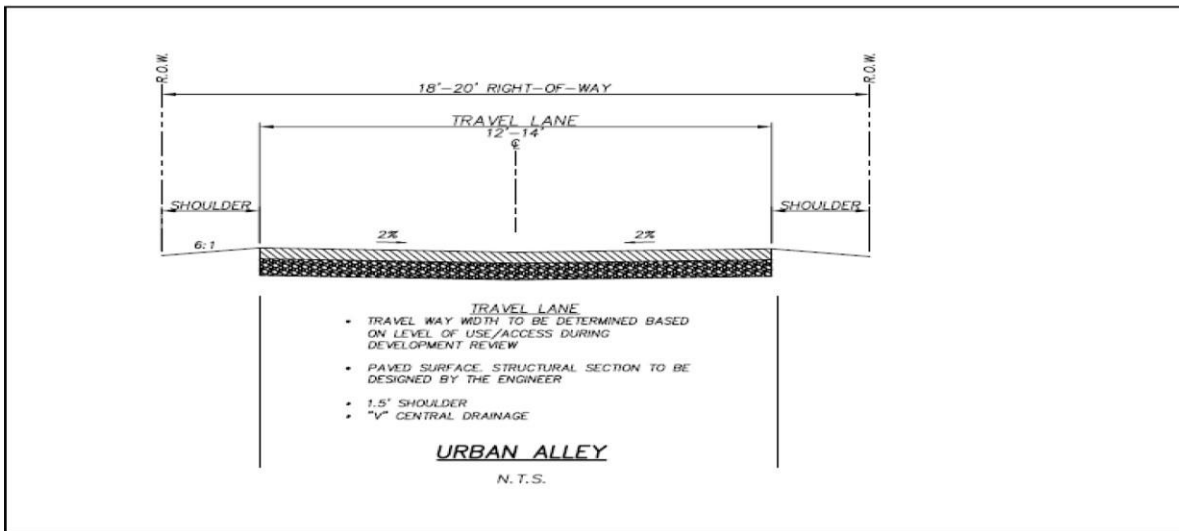 R.O.W.
R.O.W.
18'-20' RIGHT-OF-WAY
TRAVEL LANE
12'-14'
℄
SHOULDER
SHOULDER
6:1
2%
2%
TRAVEL LANE
• TRAVEL WAY WIDTH TO BE DETERMINED BASED
ON LEVEL OF USE/ACCESS DURING
DEVELOPMENT REVIEW
• PAVED SURFACE. STRUCTURAL SECTION TO BE
DESIGNED BY THE ENGINEER
• 1.5' SHOULDER
• "V" CENTRAL DRAINAGE
URBAN ALLEY
N.T.S.